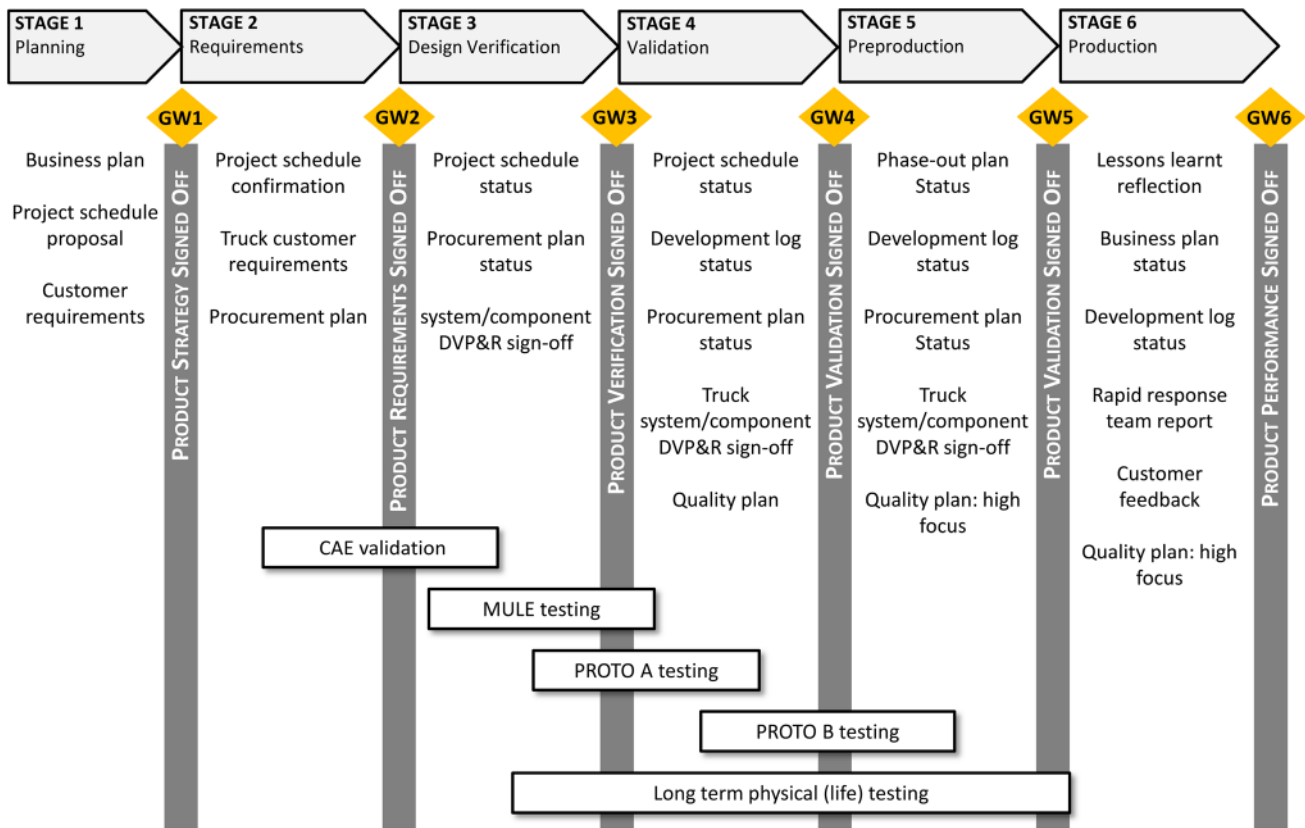 STAGE 1
Planning
STAGE 2
Requirements
STAGE 3
Design Verification
STAGE 4
Validation
STAGE 5
Preproduction
STAGE 6
Production
GW1
GW2
GW3
GW4
GW5
GW6
Business plan
Project schedule
proposal
Customer
requirements
PRODUCT STRATEGY SIGNED OFF
Project schedule
confirmation
Truck customer
requirements
Procurement plan
PRODUCT REQUIREMENTS SIGNED OFF
Project schedule
status
Procurement plan
status
system/component
DVP&R sign-off
PRODUCT VERIFICATION SIGNED OFF
Project schedule
status
Development log
status
Procurement plan
status
Truck
system/component
DVP&R sign-off
Quality plan
PRODUCT VALIDATION SIGNED OFF
Phase-out plan
Status
Development log
status
Procurement plan
Status
Truck
system/component
DVP&R sign-off
Quality plan: high
focus
PRODUCT VALIDATION SIGNED OFF
Lessons learnt
reflection
Business plan
status
Development log
status
Rapid response
team report
Customer
feedback
Quality plan: high
focus
PRODUCT PERFORMANCE SIGNED OFF
CAE validation
MULE testing
PROTO A testing
PROTO B testing
Long term physical (life) testing